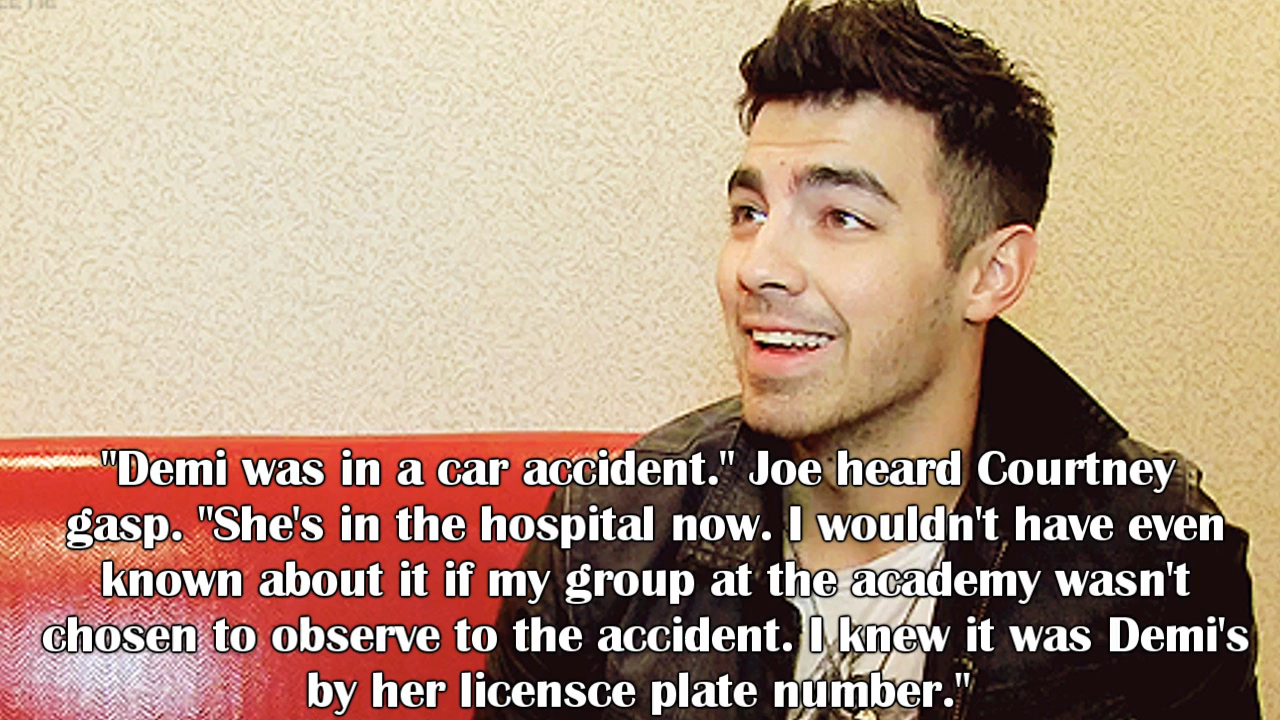 "Demi was in a car accident." Joe heard Courtney
gasp. "She's in the hospital now. I wouldn't have even
known about it if my group at the academy wasn't
chosen to observe to the accident. I knew it was Demi's
by her licensce plate number."